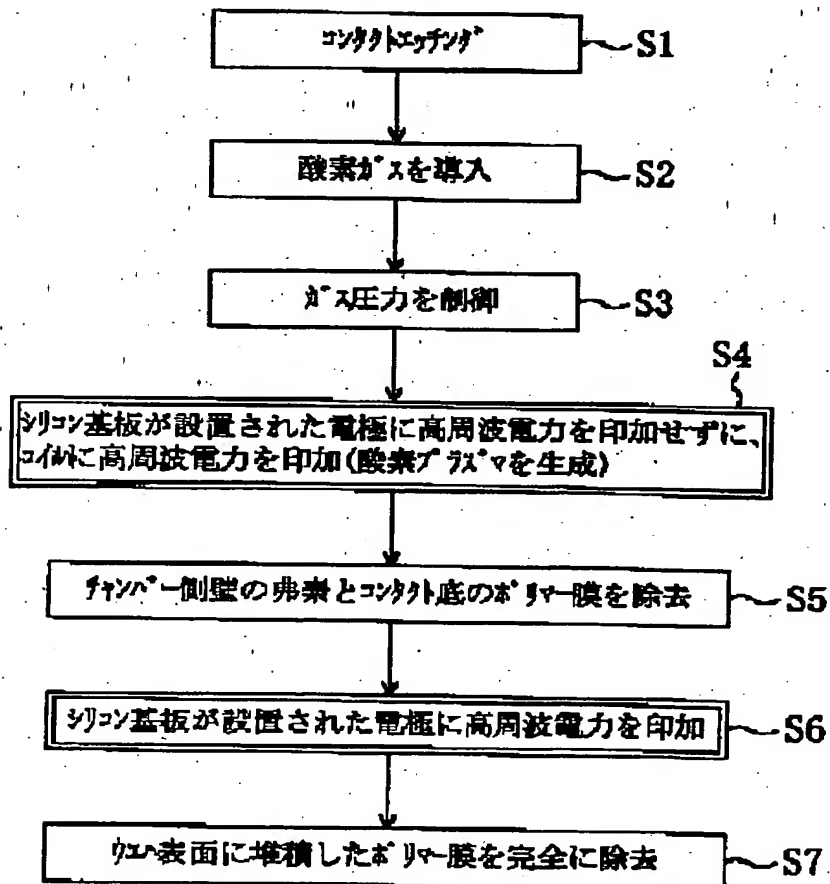 コンタクトエッチング
S1
酸素ガスを導入
S2
ガス圧力を制御
S3
S4
シリコン基板が設置された電極に高周波電力を印加せずに、
コイルに高周波電力を印加(酸素プラズマを生成)
チャンバー側壁の弗素とコンタクト底のポリマー膜を除去
S5
シリコン基板が設置された電極に高周波電力を印加
S6
ウエハ表面に堆積したポリマー膜を完全に除去
S7